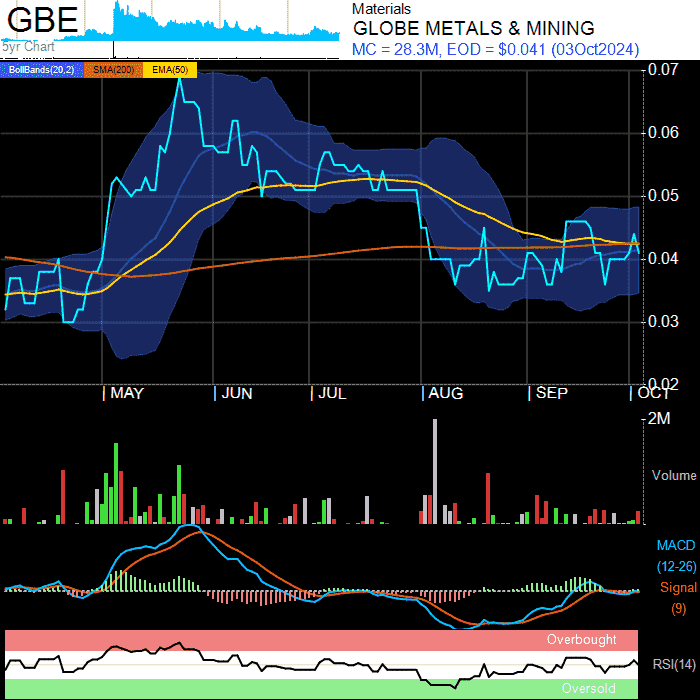 GBE
5yr Chart
Materials
GLOBE METALS & MINING
MC = 28.3M, EOD = $0.041 (03Oct2024)
BollBands(20,2) SMA(200) EMA(50)
0.07
0.06
0.05
0.04
0.03
0.02
| MAY | JUN | JUL | AUG | SEP | OCT
2M
Volume
MACD
(12-26)
Signal
(9)
Overbought
RSI(14)
Oversold